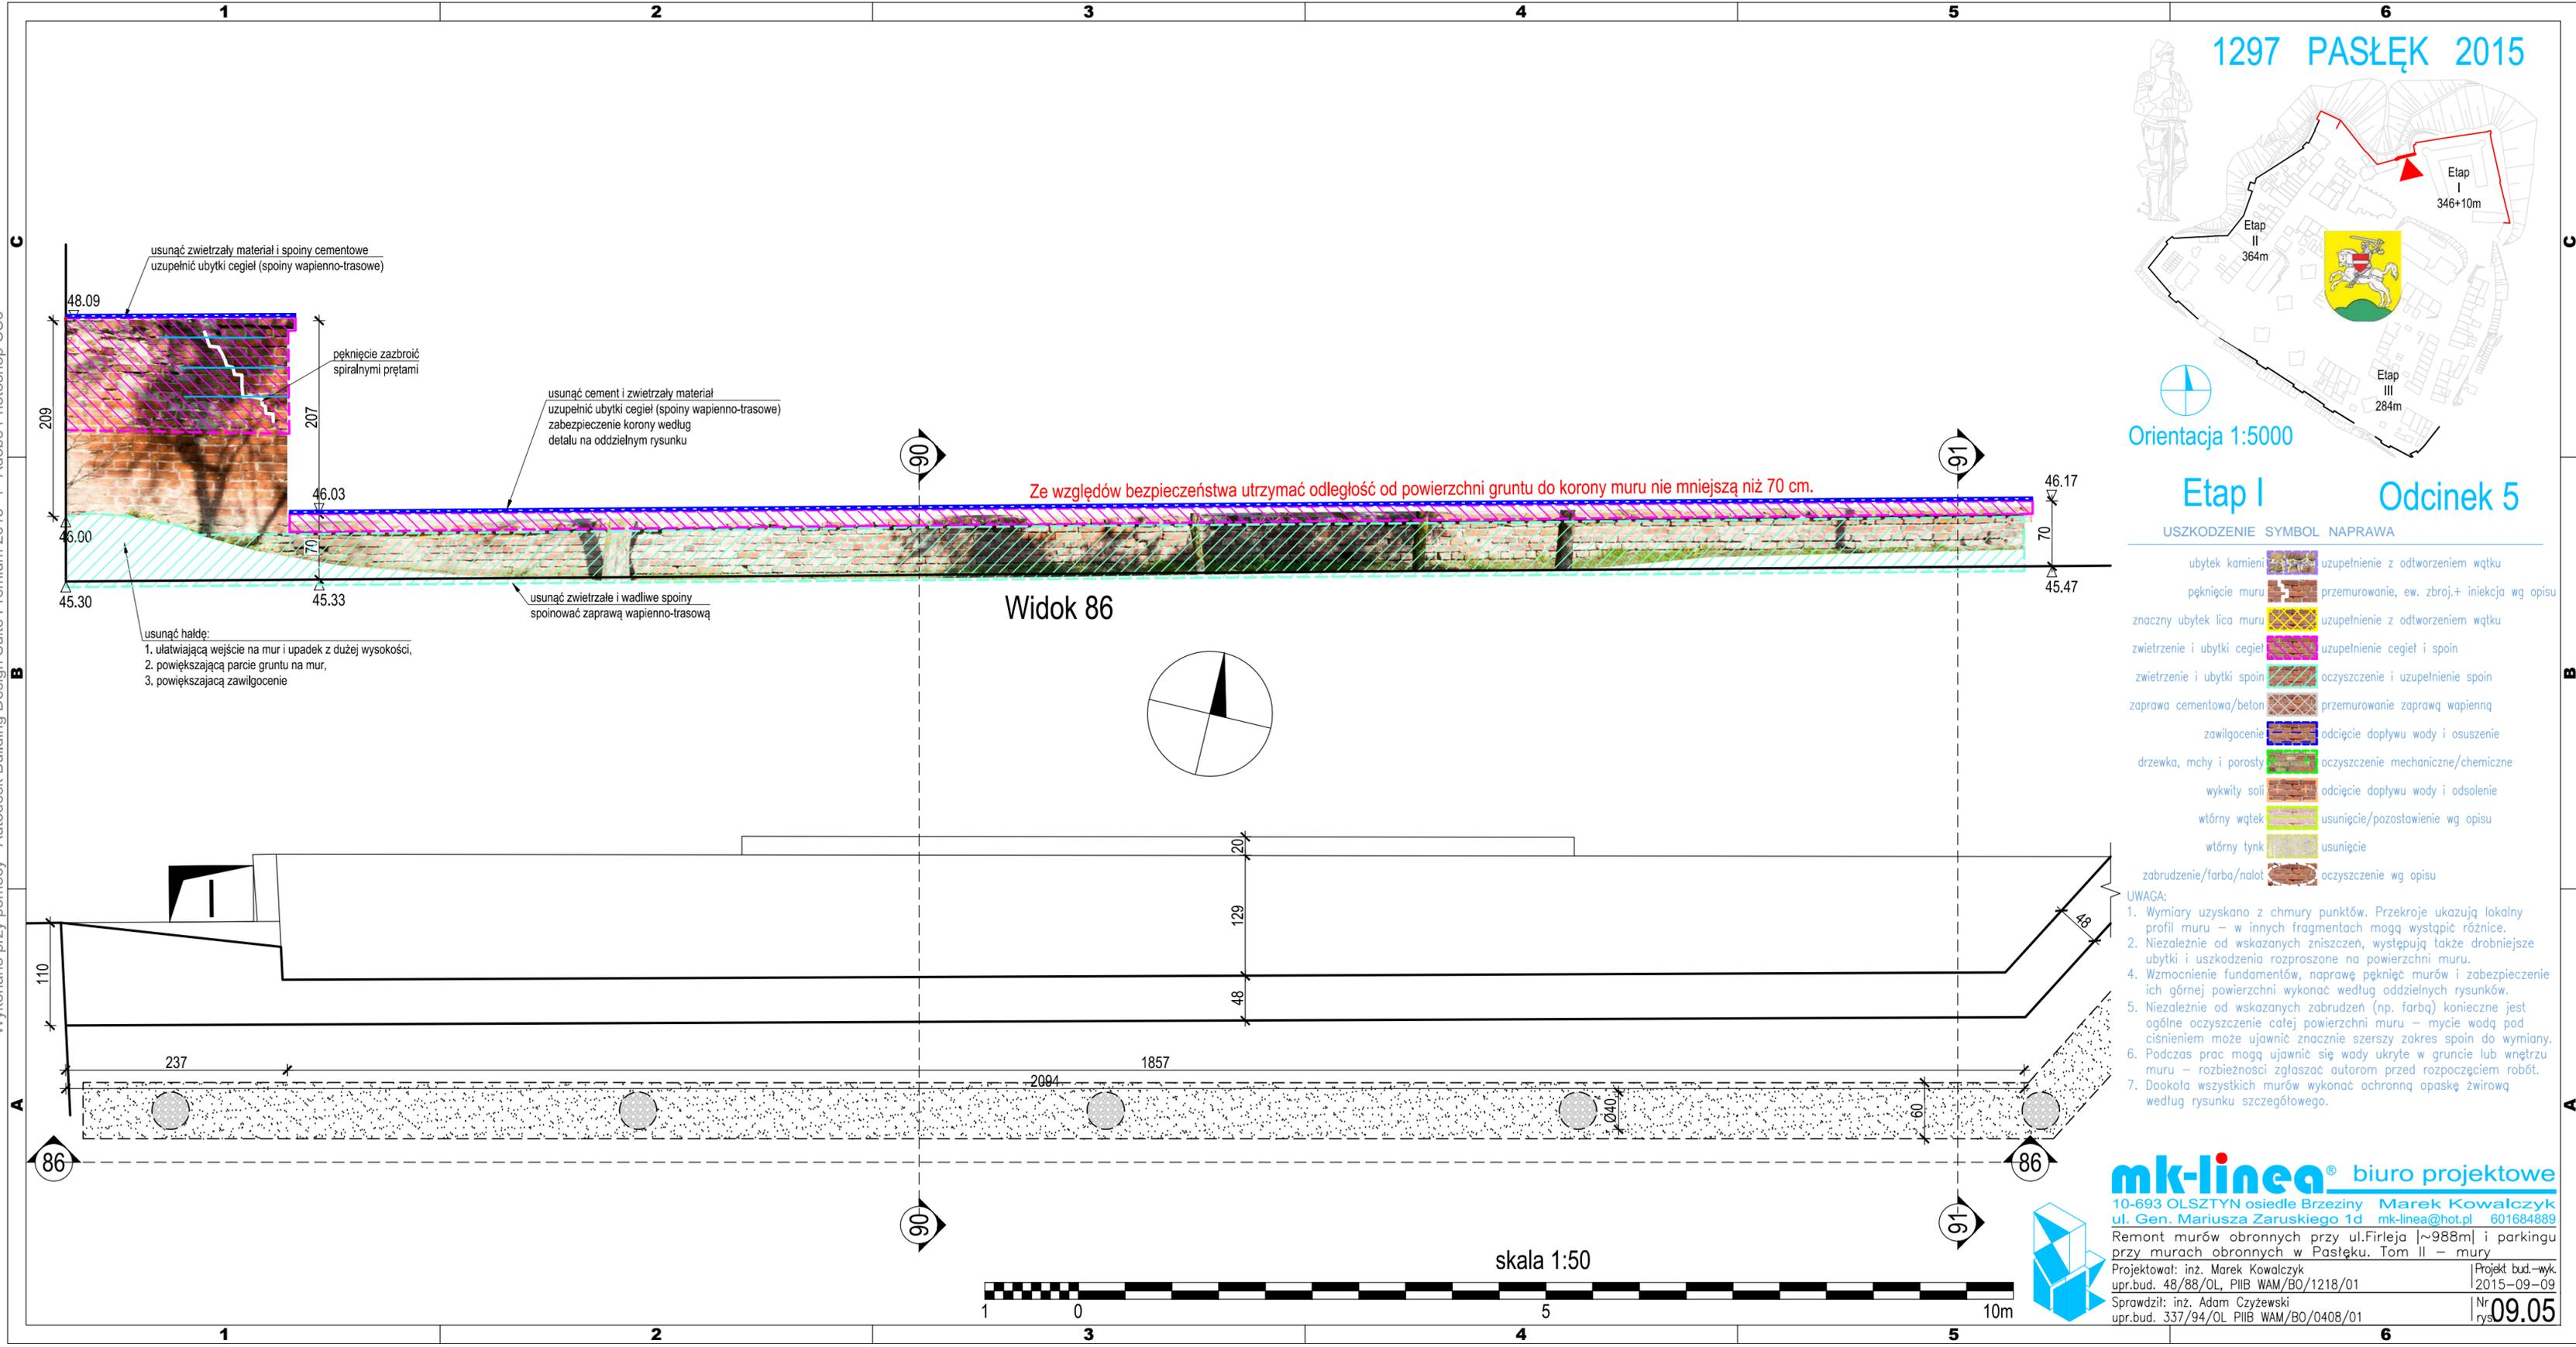 1 2 3 4 5 6
C
B
A
1297 PASŁĘK 2015
Etap
I
346+10m
Etap
II
364m
Etap
III
284m
Orientacja 1:5000
Etap I Odcinek 5
usunąć zwietrzały materiał i spoiny cementowe
uzupełnić ubytki cegieł (spoiny wapienno-trasowe)
48.09
pęknięcie zazbroić
spiralnymi prętami
209
207
usunąć cement i zwietrzały materiał
uzupełnić ubytki cegieł (spoiny wapienno-trasowe)
zabezpieczenie korony według
detalu na oddzielnym rysunku
90
91
Ze względów bezpieczeństwa utrzymać odległość od powierzchni gruntu do korony muru nie mniejszą niż 70 cm.
46.03
46.17
46.00
70
70
45.30
45.33
45.47
usunąć zwietrzałe i wadliwe spoiny
spoinować zaprawą wapienno-trasową
Widok 86
usunąć hałdę:
1. ułatwiającą wejście na mur i upadek z dużej wysokości,
2. powiększającą parcie gruntu na mur,
3. powiększajacą zawilgocenie
USZKODZENIE SYMBOL NAPRAWA
ubytek kamieni uzupełnienie z odtworzeniem wątku
pęknięcie muru przemurowanie, ew. zbroj.+ iniekcja wg opisu
znaczny ubytek lica muru uzupełnienie z odtworzeniem wątku
zwietrzenie i ubytki cegieł uzupełnienie cegieł i spoin
zwietrzenie i ubytki spoin oczyszczenie i uzupełnienie spoin
zaprawa cementowa/beton przemurowanie zaprawą wapienną
zawilgocenie odcięcie dopływu wody i osuszenie
drzewka, mchy i porosty oczyszczenie mechaniczne/chemiczne
wykwity soli odcięcie dopływu wody i odsolenie
wtórny wątek usunięcie/pozostawienie wg opisu
wtórny tynk usunięcie
zabrudzenie/farba/nalot oczyszczenie wg opisu
UWAGA:
1. Wymiary uzyskano z chmury punktów. Przekroje ukazują lokalny
profil muru – w innych fragmentach mogą wystąpić różnice.
2. Niezależnie od wskazanych zniszczeń, występują także drobniejsze
ubytki i uszkodzenia rozproszone na powierzchni muru.
4. Wzmocnienie fundamentów, naprawę pęknięć murów i zabezpieczenie
ich górnej powierzchni wykonać według oddzielnych rysunków.
5. Niezależnie od wskazanych zabrudzeń (np. farbą) konieczne jest
ogólne oczyszczenie całej powierzchni muru – mycie wodą pod
ciśnieniem może ujawnić znacznie szerszy zakres spoin do wymiany.
6. Podczas prac mogą ujawnić się wady ukryte w gruncie lub wnętrzu
muru – rozbieżności zgłaszać autorom przed rozpoczęciem robót.
7. Dookoła wszystkich murów wykonać ochronną opaskę żwirową
według rysunku szczegółowego.
20
129
48
110
48
237
1857
2094
Ø40
60
86
86
90
91
skala 1:50
1 0 5 10m
mk-linea® biuro projektowe
10-693 OLSZTYN osiedle Brzeziny Marek Kowalczyk
ul. Gen. Mariusza Zaruskiego 1d mk-linea@hot.pl 601684889
Remont murów obronnych przy ul.Firleja |~988m| i parkingu
przy murach obronnych w Pasłęku. Tom II – mury
Projektował: inż. Marek Kowalczyk
upr.bud. 48/88/OL, PIIB WAM/BO/1218/01
Projekt bud.-wyk.
2015-09-09
Sprawdził: inż. Adam Czyżewski
upr.bud. 337/94/OL PIIB WAM/BO/0408/01
Nr
rys. 09.05
C
B
A
1 2 3 4 5 6